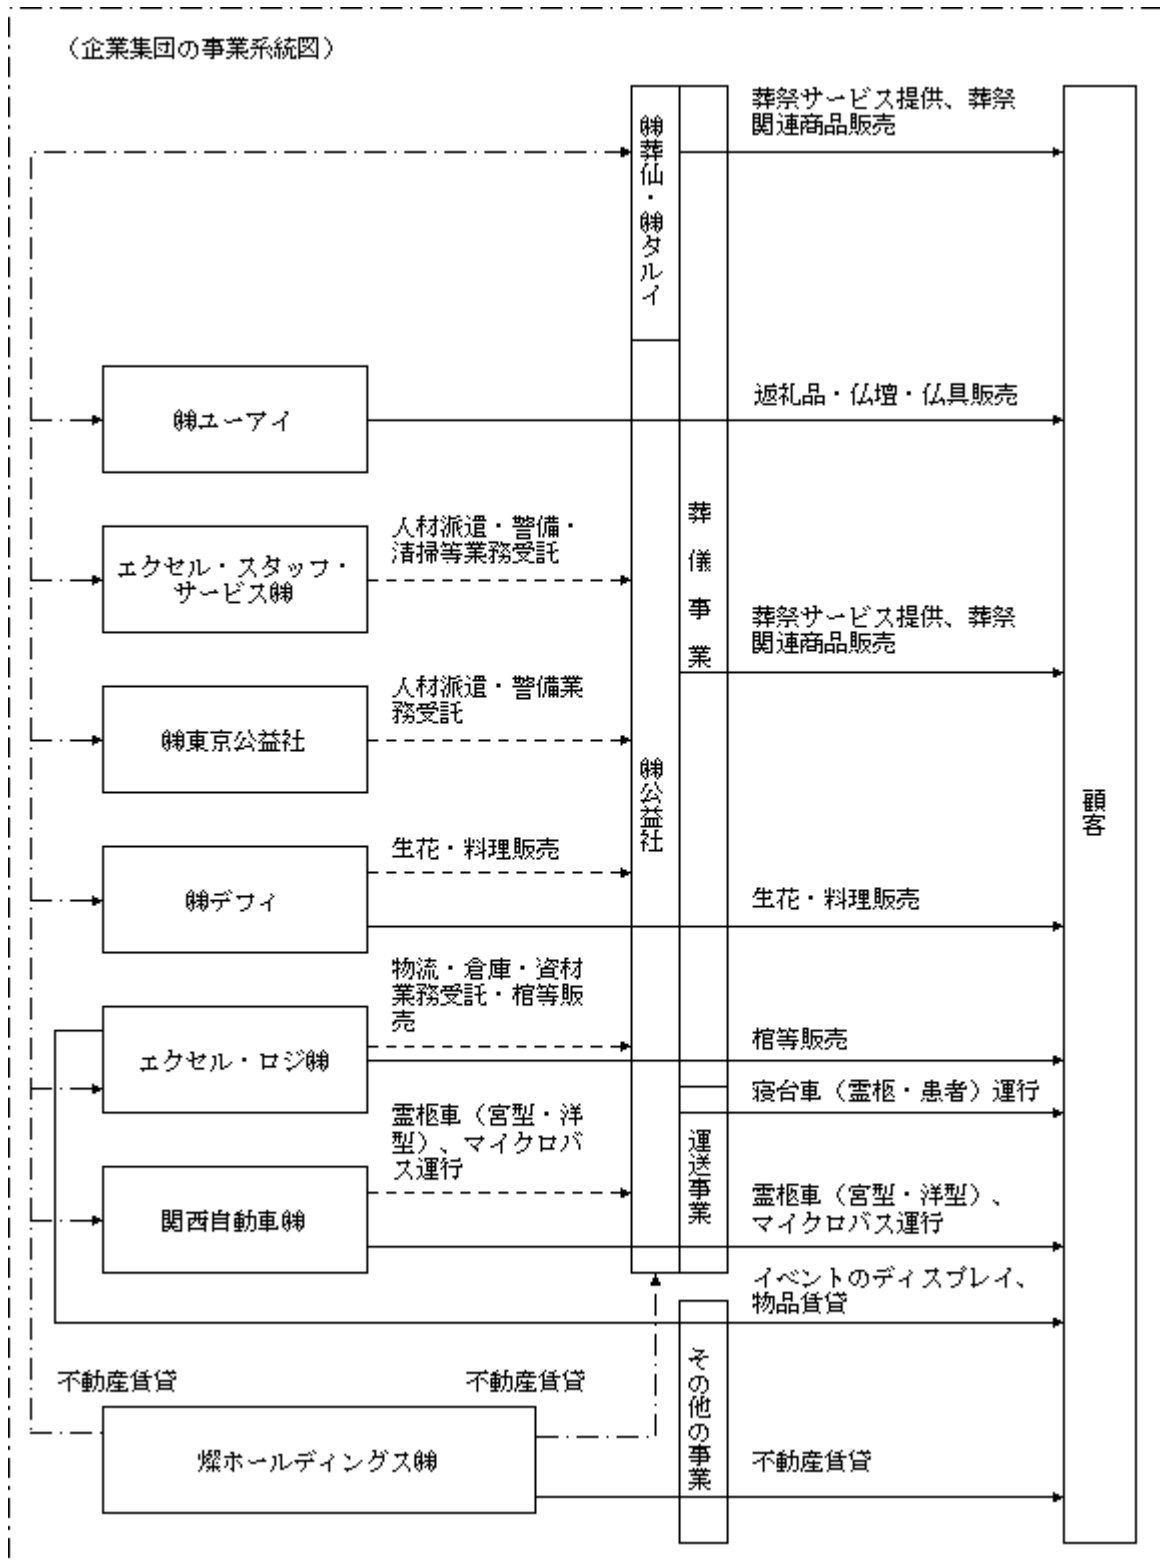 （企業集団の事業系統図）
葬祭サービス提供、葬祭
関連商品販売
㈱葬仙・㈱タルイ
㈱ユーアイ
返礼品・仏壇・仏具販売
葬儀事業
エクセル・スタッフ・
サービス㈱
人材派遣・警備・
清掃等業務受託
葬祭サービス提供、葬祭
関連商品販売
㈱東京公益社
人材派遣・警備業
務受託
㈱公益社
顧客
㈱デフィ
生花・料理販売
生花・料理販売
エクセル・ロジ㈱
物流・倉庫・資材
業務受託・棺等販
売
棺等販売
寝台車（霊柩・患者）運行
運送事業
関西自動車㈱
霊柩車（宮型・洋
型）、マイクロバ
ス運行
霊柩車（宮型・洋型）、
マイクロバス運行
イベントのディスプレイ、
物品賃貸
その他の事業
不動産賃貸
不動産賃貸
燦ホールディングス㈱
不動産賃貸